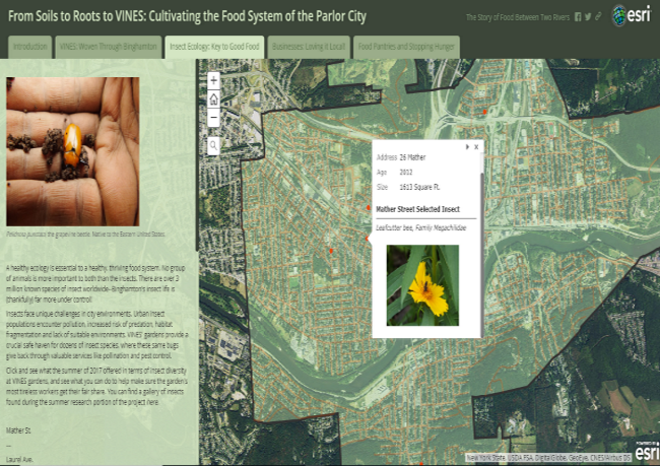 From Soils to Roots to VINES: Cultivating the Food System of the Parlor City
The Story of Food Between Two Rivers
esri
Introduction
VINES: Woven Through Binghamton
Insect Ecology: Key to Good Food
Businesses: Loving It Local!
Food Pantries and Stopping Hunger
Pelidnota punctata the grapevine beetle. Native to the Eastern United States.
A healthy ecology is essential to a healthy, thriving food system. No group
of animals is more important to both than the insects. There are over 3
million known species of insect worldwide--Binghamton's insect life is
(thankfully) far more under control!
Insects face unique challenges in city environments. Urban insect
populations encounter pollution, increased risk of predation, habitat
fragmentation and lack of suitable environments. VINES' gardens provide a
crucial safe haven for dozens of insect species, where these same bugs
give back through valuable services like pollination and pest control.
Click and see what the summer of 2017 offered in terms of insect diversity
at VINES gardens, and see what you can do to help make sure the garden's
most tireless workers get their fair share. You can find a gallery of insects
found during the summer research portion of the project here.
Mather St.
---
Laurel Ave.
Address 26 Mather
Age 2012
Size 1613 Square Ft.
Mather Street Selected Insect
Leafcutter bee, Family Megachilidae
New York State, USDA FSA, DigitalGlobe, GeoEye, CNES/Airbus DS
POWERED BY
esri